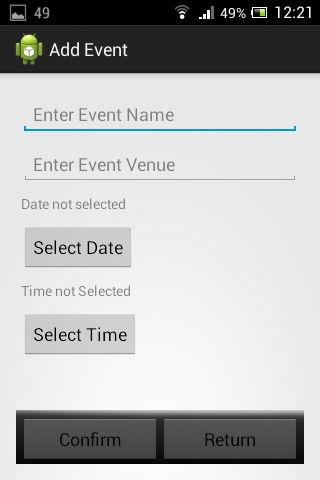 49
49%
12:21
Add Event
Enter Event Name
Enter Event Venue
Date not selected
Select Date
Time not Selected
Select Time
Confirm
Return